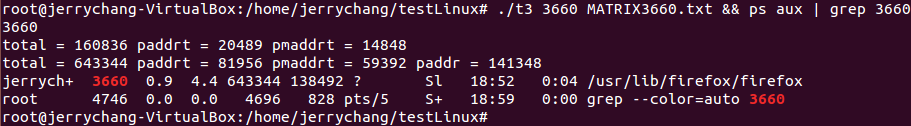 root@jerrychang-VirtualBox:/home/jerrychang/testLinux# ./t3 3660 MATRIX3660.txt && ps aux | grep 3660
3660
total = 160836 paddrt = 20489 pmaddrt = 14848
total = 643344 paddrt = 81956 pmaddrt = 59392 paddr = 141348
jerrych+  3660  0.9  4.4 643344 138492 ?       Sl   18:52   0:04 /usr/lib/firefox/firefox
root      4746  0.0  0.0   4696   828 pts/5    S+   18:59   0:00 grep --color=auto 3660
root@jerrychang-VirtualBox:/home/jerrychang/testLinux#